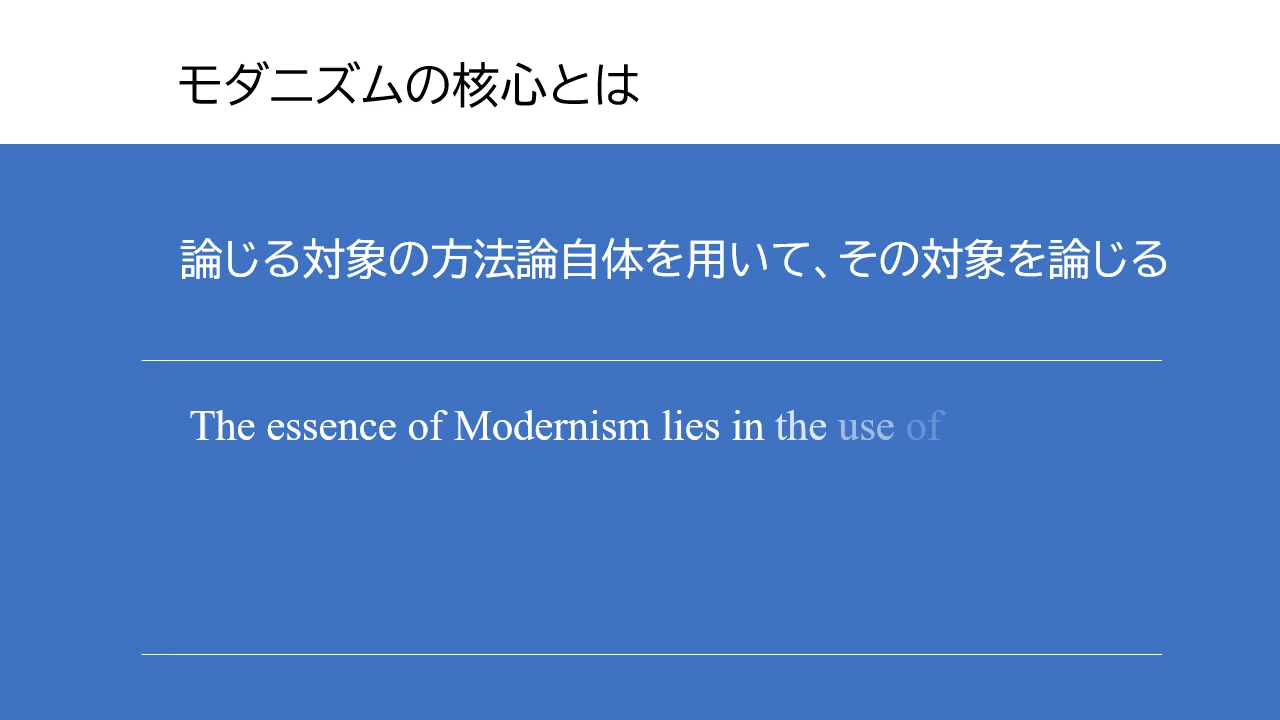 モダニズムの核心とは
論じる対象の方法論自体を用いて、その対象を論じる
The essence of Modernism lies in the use of